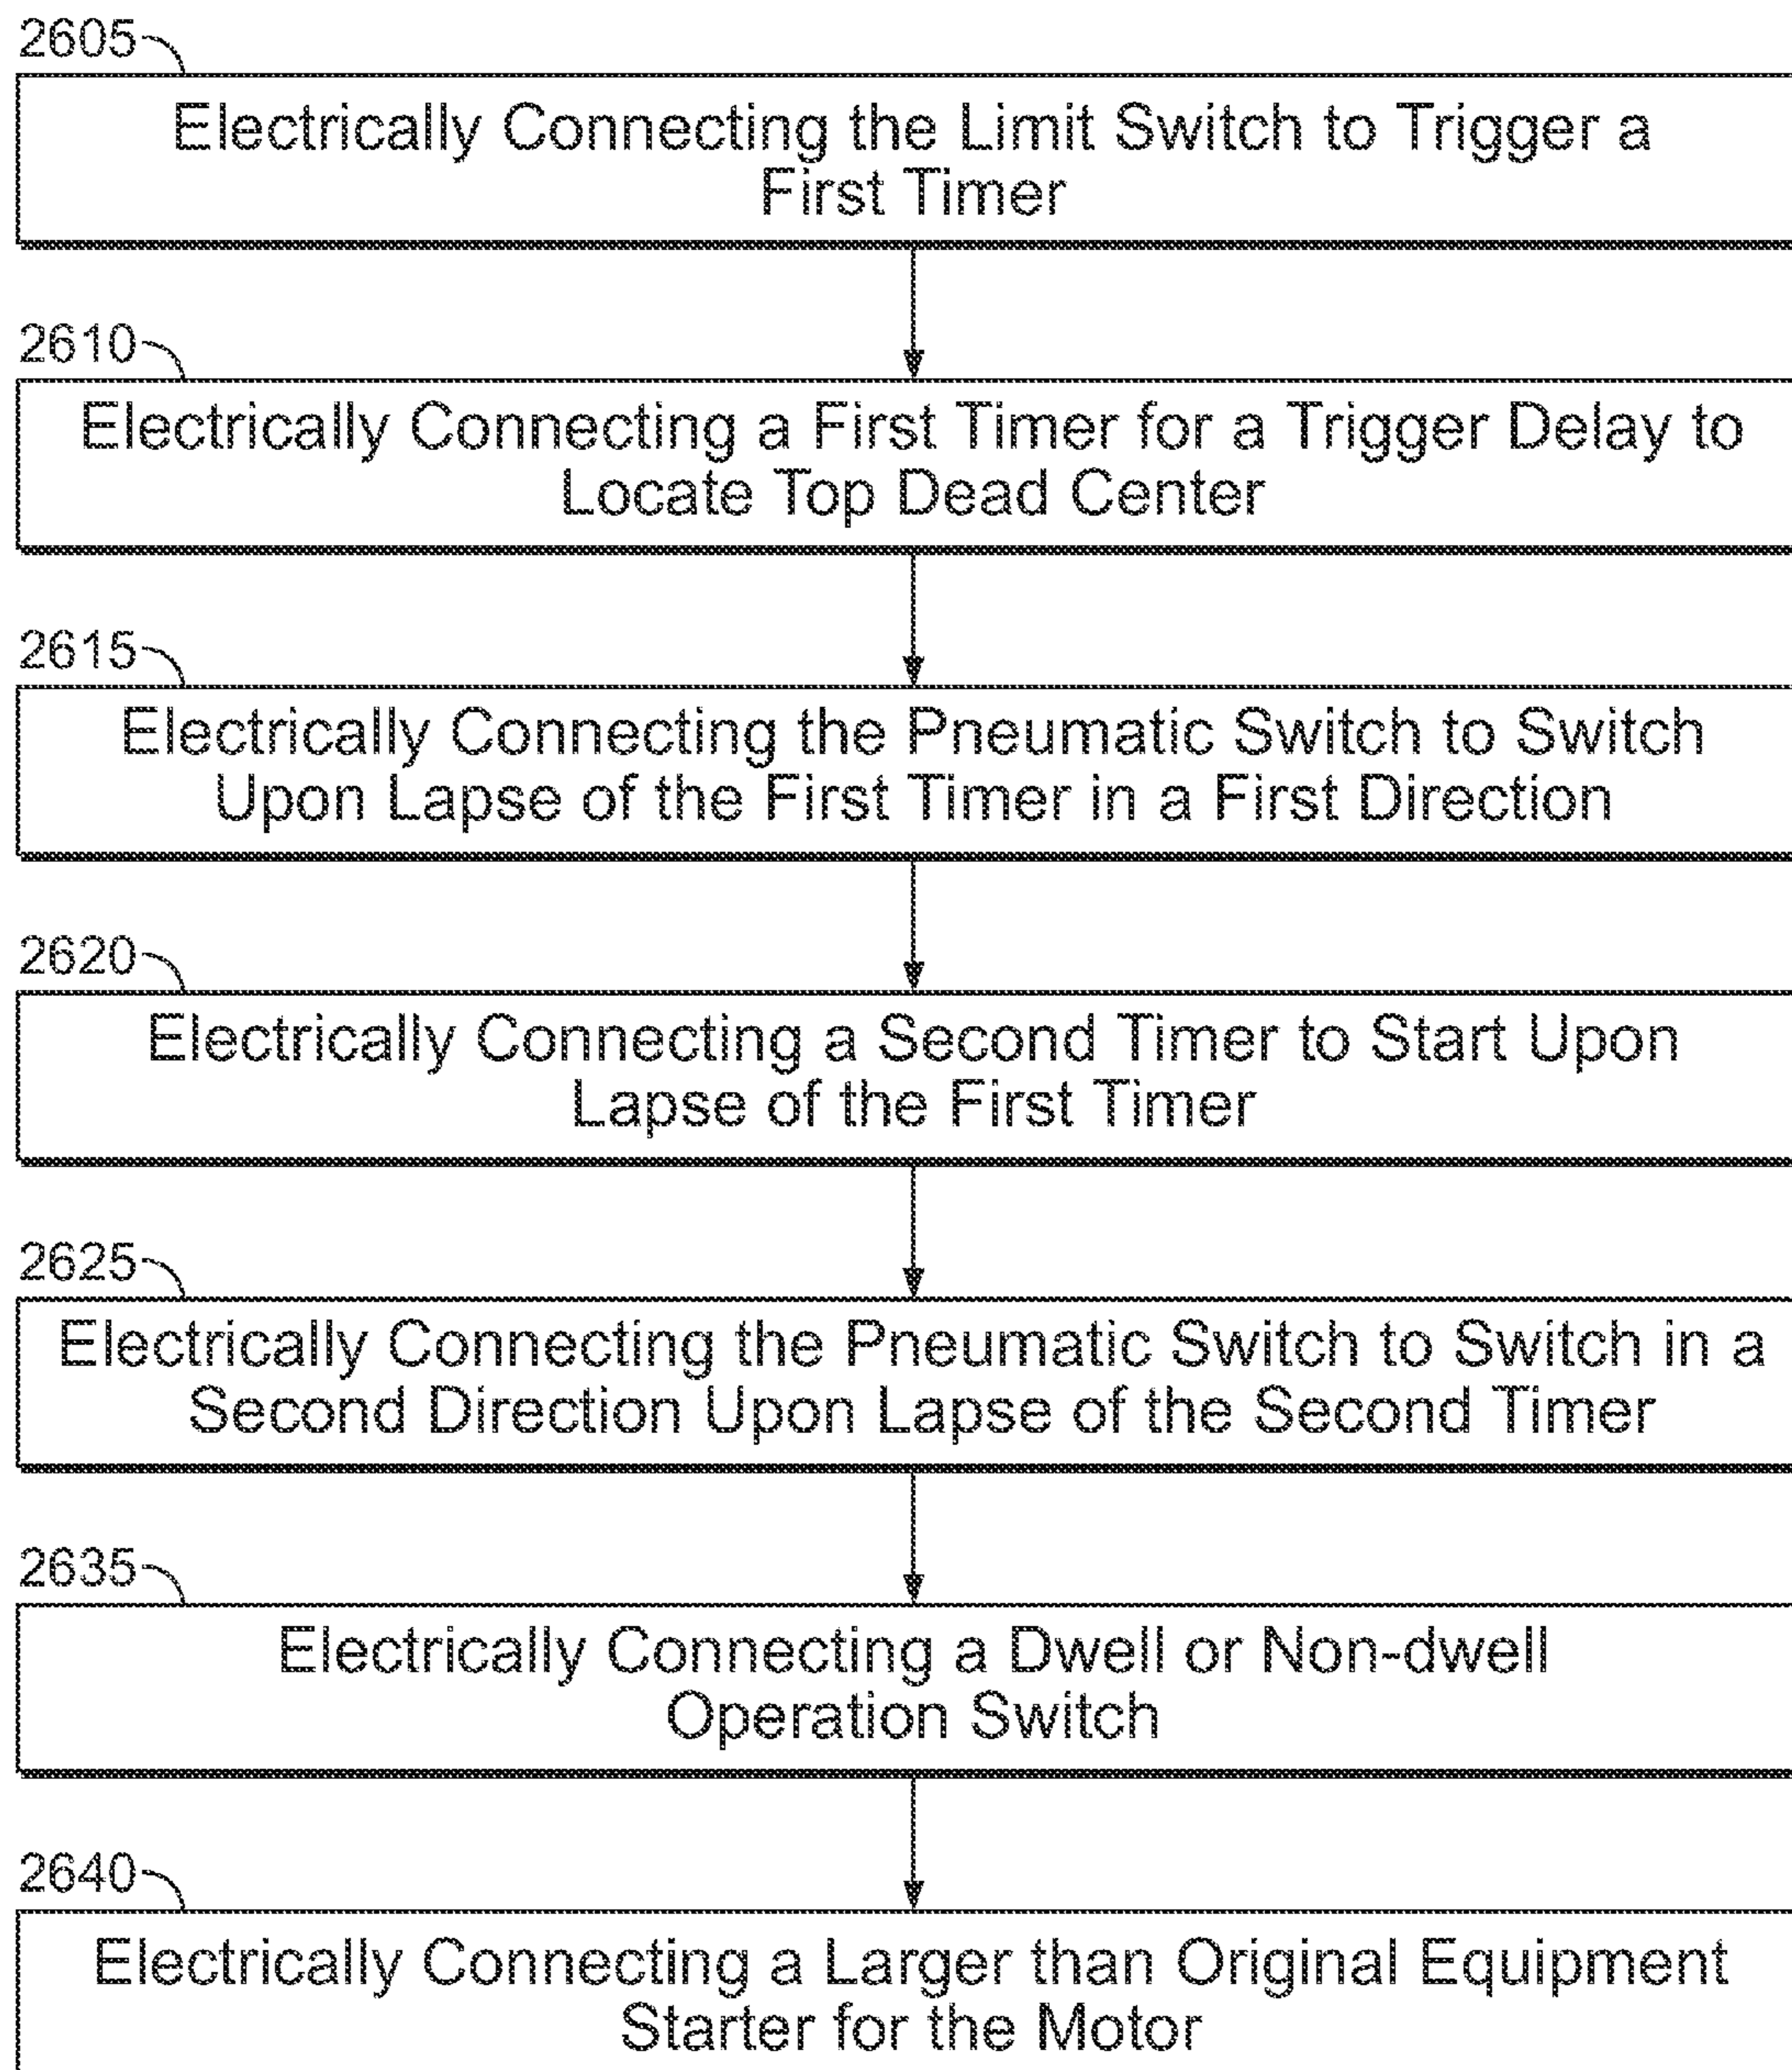 2605
Electrically Connecting the Limit Switch to Trigger a
First Timer
2610
Electrically Connecting a First Timer for a Trigger Delay to
Locate Top Dead Center
2615
Electrically Connecting the Pneumatic Switch to Switch
Upon Lapse of the First Timer in a First Direction
2620
Electrically Connecting a Second Timer to Start Upon
Lapse of the First Timer
2625
Electrically Connecting the Pneumatic Switch to Switch in a
Second Direction Upon Lapse of the Second Timer
2635
Electrically Connecting a Dwell or Non-dwell
Operation Switch
2640
Electrically Connecting a Larger than Original Equipment
Starter for the Motor